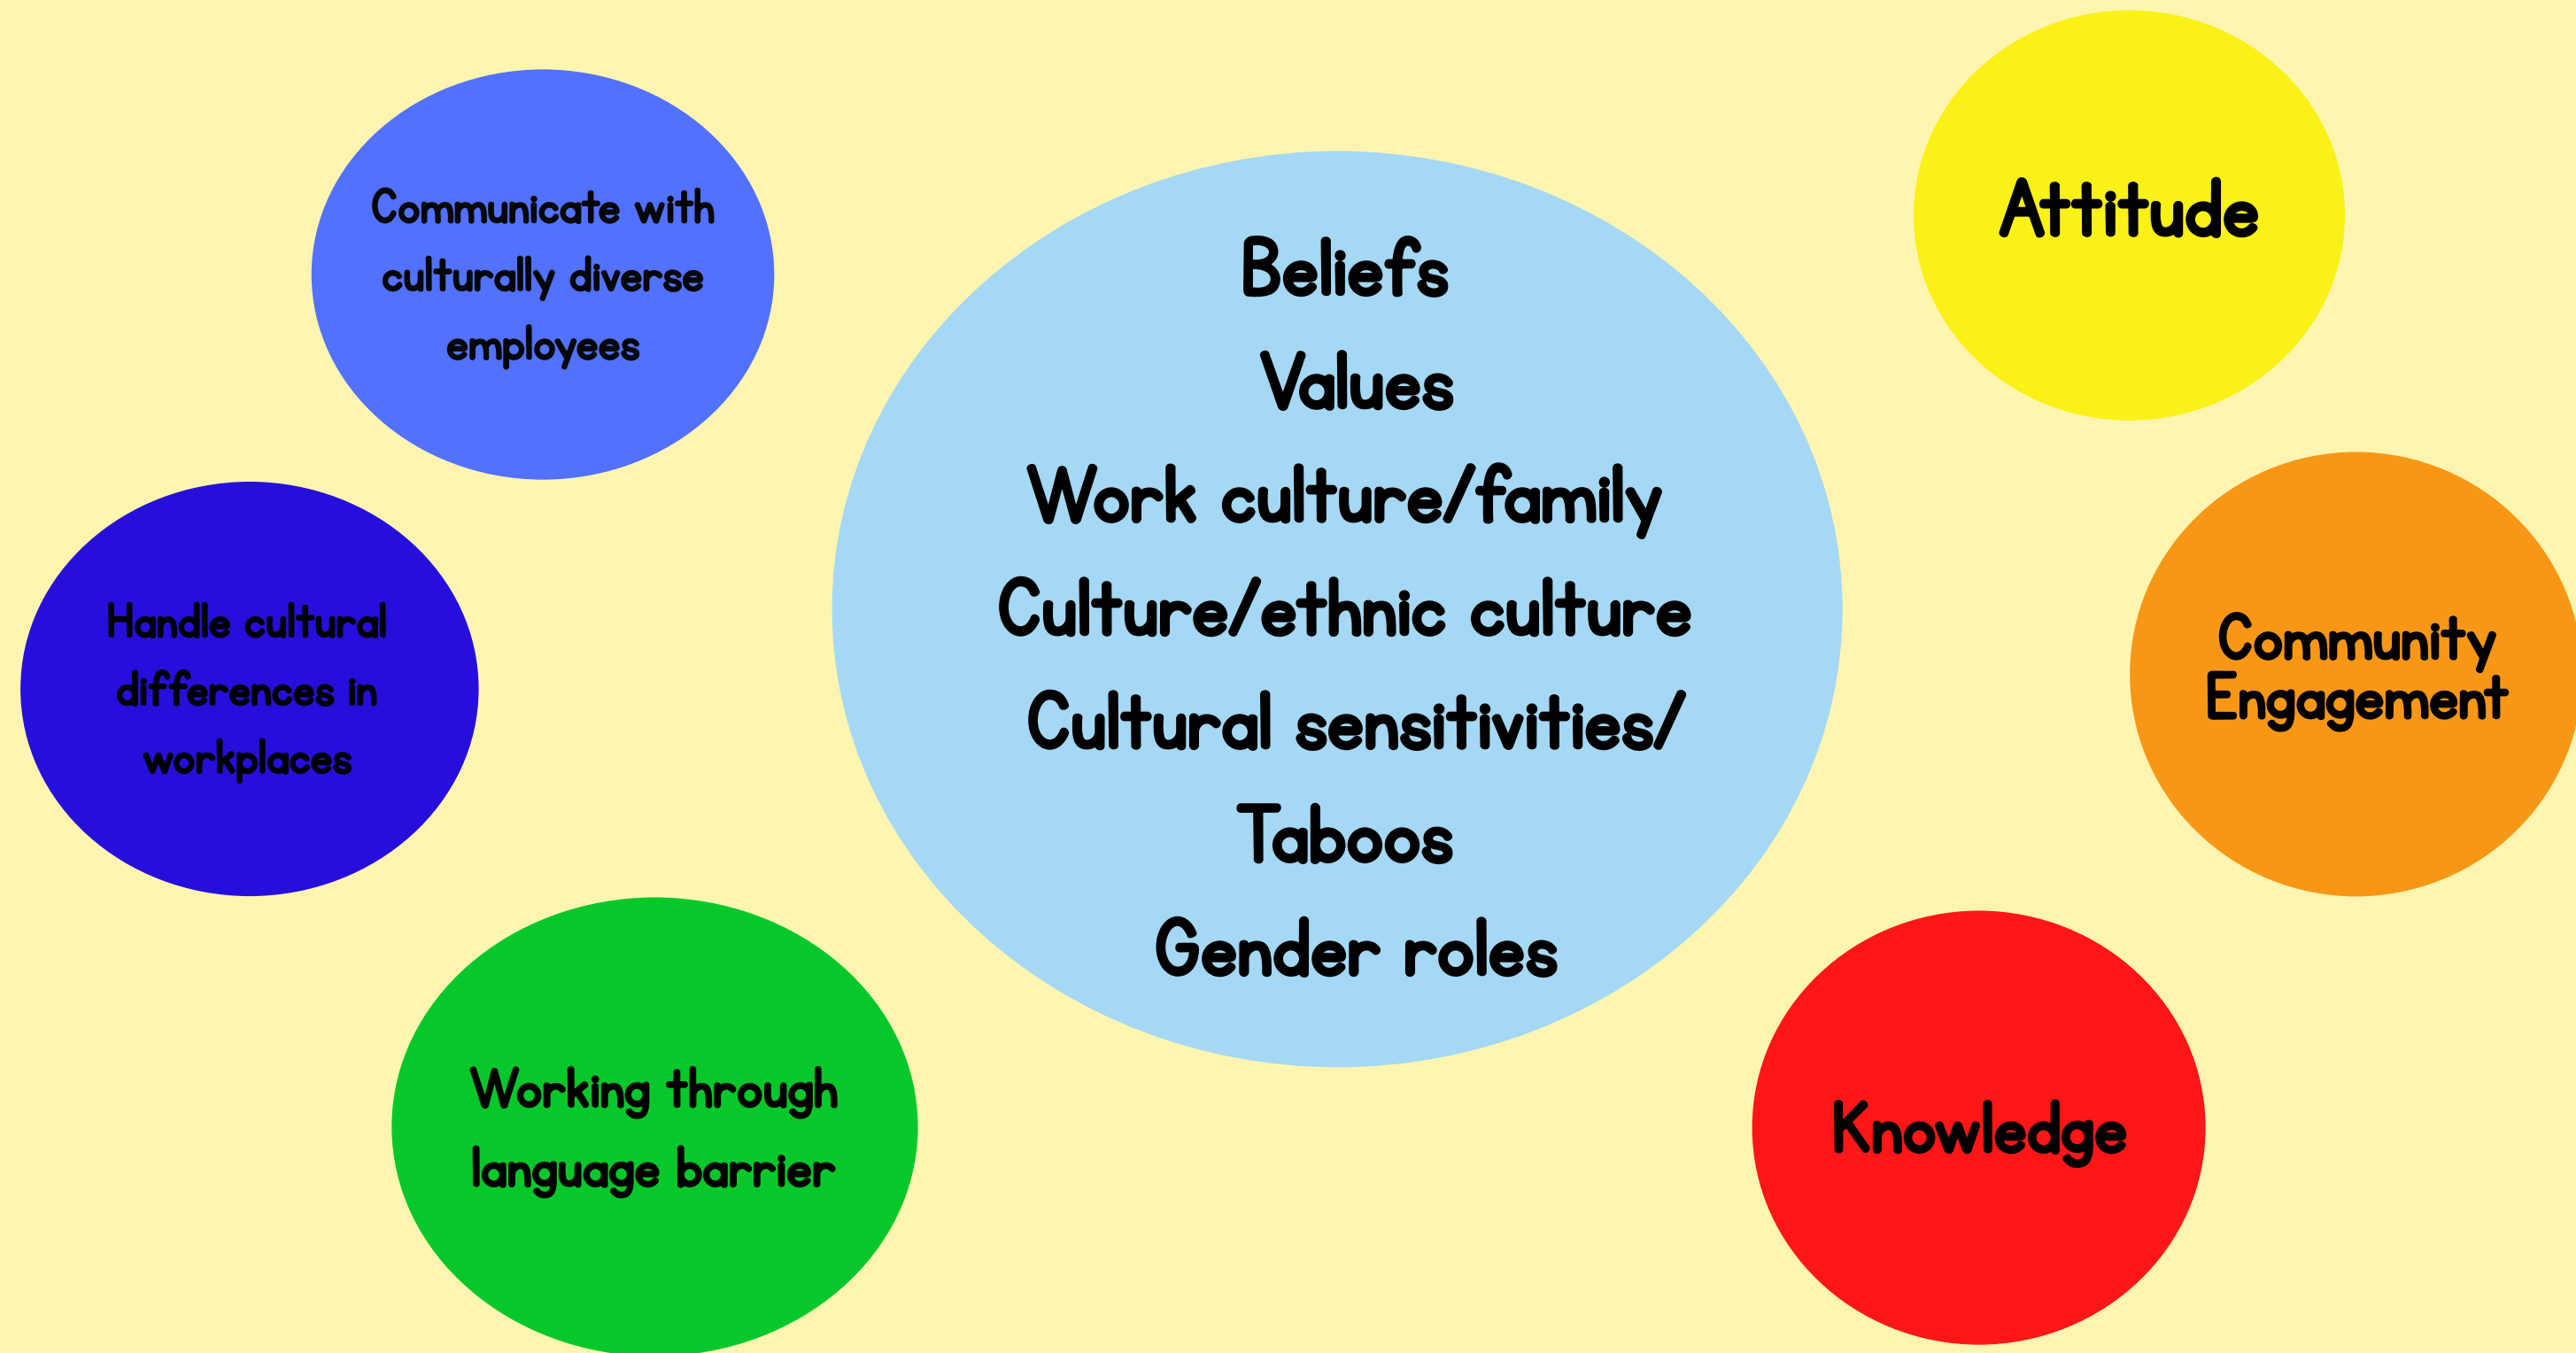 Communicate with
culturally diverse
employees
Handle cultural
differences in
workplaces
Working through
language barrier
Beliefs
Values
Work culture/family
Culture/ethnic culture
Cultural sensitivities/
Taboos
Gender roles
Attitude
Community
Engagement
Knowledge